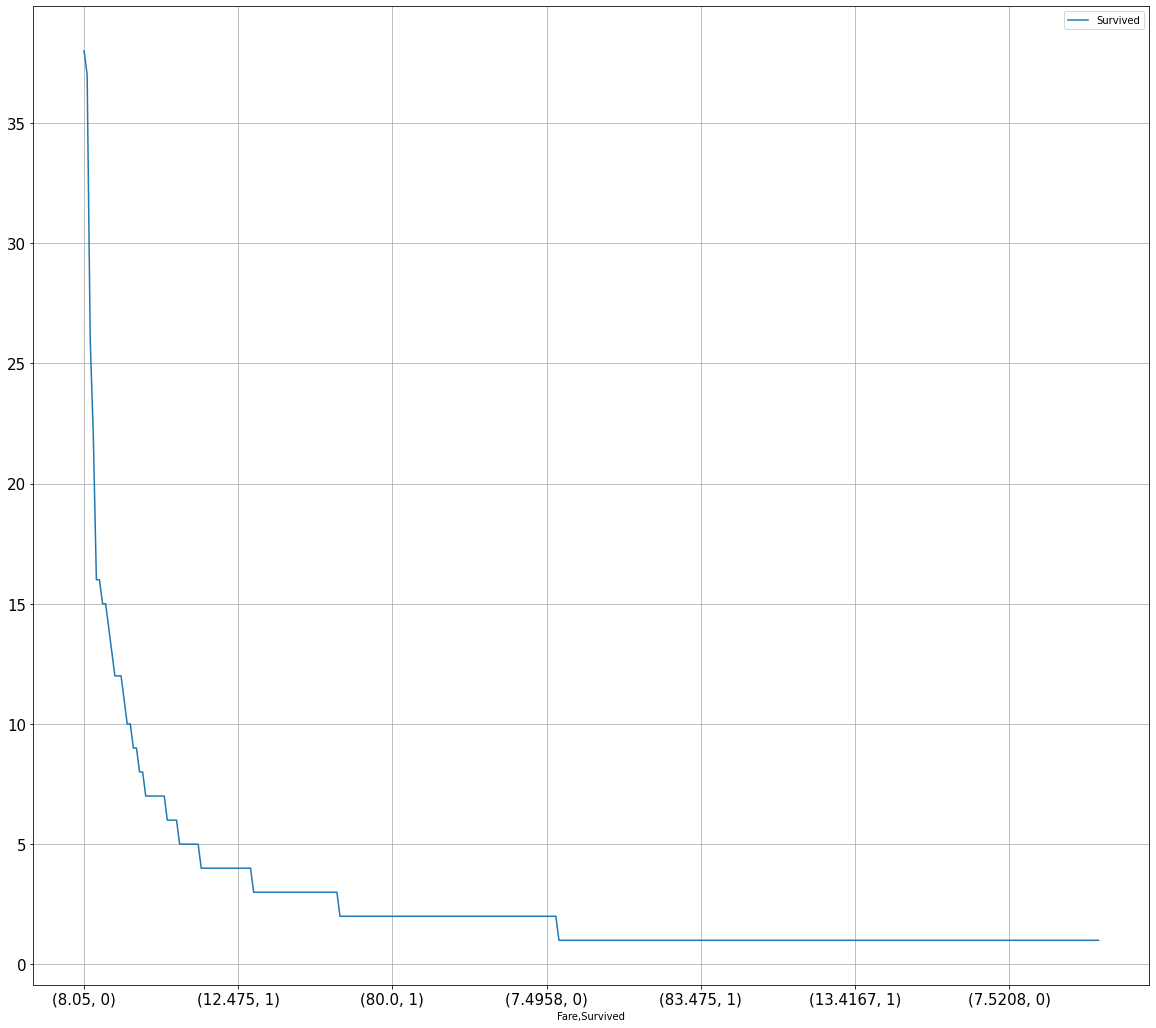 Survived
35
30
25
20
15
10
5
0
(8.05, 0) (12.475, 1) (80.0, 1) (7.4958, 0) (83.475, 1) (13.4167, 1) (7.5208, 0)
Fare,Survived